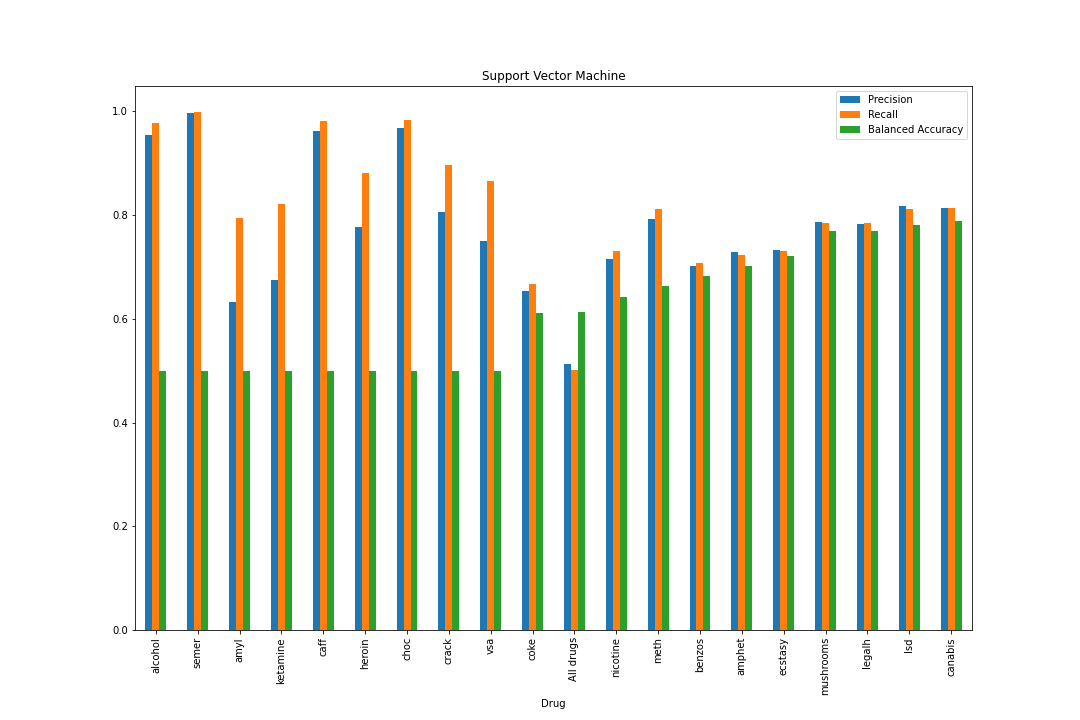 Support Vector Machine
Precision
Recall
Balanced Accuracy
1.0
0.8
0.6
0.4
0.2
0.0
alcohol
semer
amyl
ketamine
caff
heroin
choc
crack
vsa
coke
All drugs
nicotine
meth
benzos
amphet
ecstasy
mushrooms
legalh
lsd
canabis
Drug